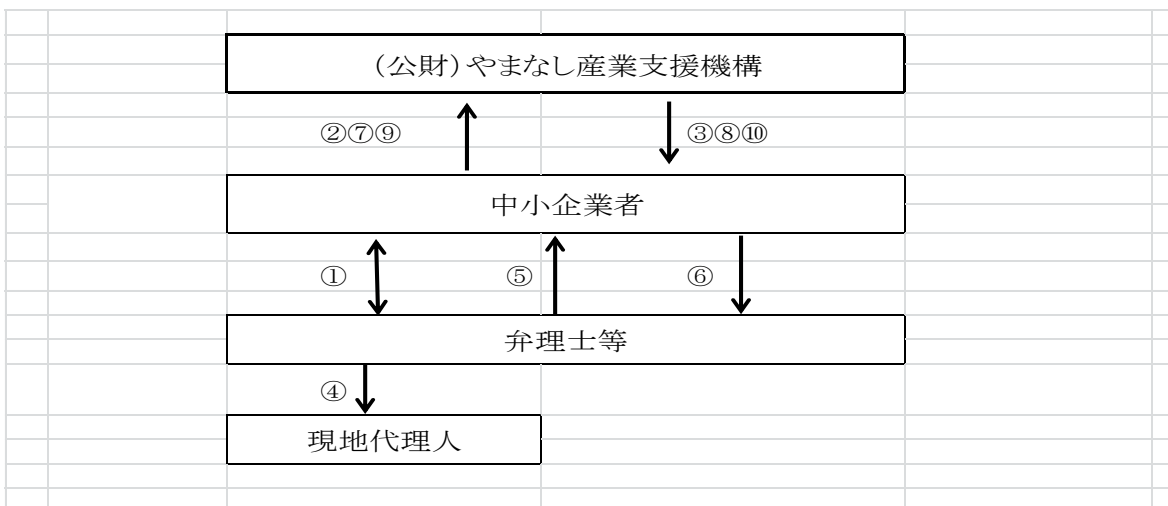 (公財)やまなし産業支援機構
②⑦⑨
③⑧⑩
中小企業者
①
⑤
⑥
弁理士等
④
現地代理人